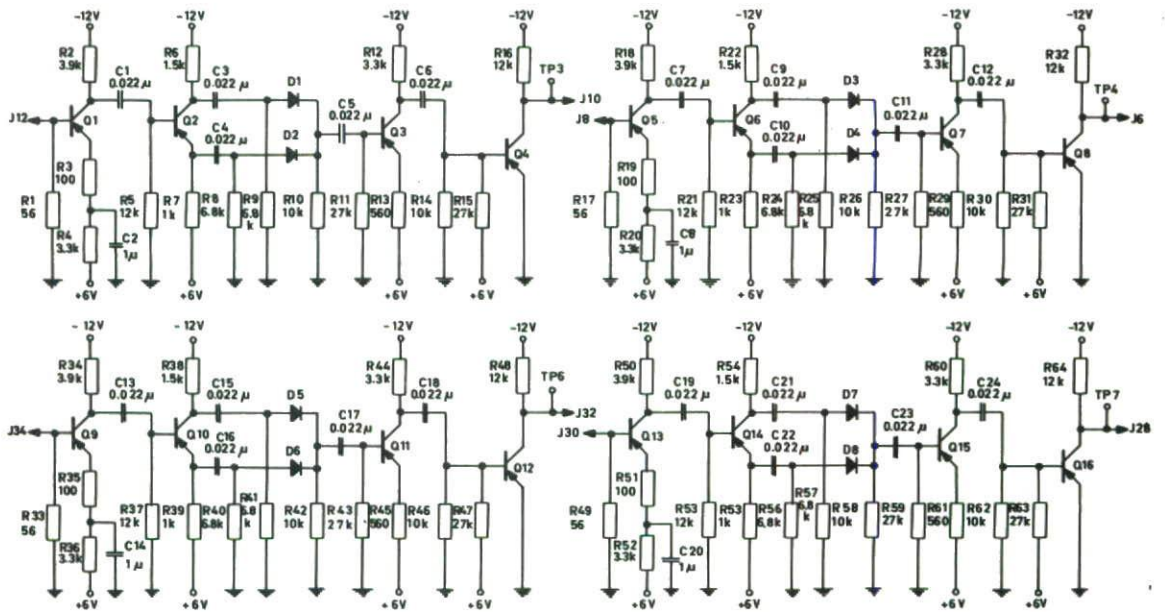 -12V -12V -12V -12V -12V -12V -12V -12V
R2 3.9k R6 1.5k R12 3.3k R16 12k R18 3.9k R22 1.5k R28 3.3k R32 12k
C1 0.022µ C3 0.022µ D1 C6 0.022µ TP3 C7 0.022µ C9 0.022µ D3 C12 0.022µ TP4
J12 Q1 Q2 C4 0.022µ D2 C5 0.022µ Q3 Q4 J10 J8 Q5 Q6 C10 0.022µ D4 C11 0.022µ Q7 Q8 J6
R3 100 R19 100
R1 56 R5 12k R7 1k R8 6.8k R9 6.8k R10 10k R11 27k R13 560 R14 10k R15 27k R17 56 R21 12k R23 1k R24 6.8k R25 6.8k R26 10k R27 27k R29 560 R30 10k R31 27k
R4 3.3k C2 1µ R20 3.3k C8 1µ
+6V +6V +6V +6V +6V +6V +6V +6V
-12V -12V -12V -12V -12V -12V -12V -12V
R34 3.9k R38 1.5k R44 3.3k R48 12k R50 3.9k R54 1.5k R60 3.3k R64 12k
C13 0.022µ C15 0.022µ D5 C18 0.022µ TP6 C19 0.022µ C21 0.022µ D7 C24 0.022µ TP7
J34 Q9 Q10 C16 0.022µ D6 C17 0.022µ Q11 Q12 J32 J30 Q13 Q14 C22 0.022µ D8 C23 0.022µ Q15 Q16 J28
R35 100 R51 100
R33 56 R37 12k R39 1k R40 6.8k R41 6.8k R42 10k R43 27k R45 560 R46 10k R47 27k R49 56 R53 12k R53 1k R56 6.8k R57 6.8k R58 10k R59 27k R61 560 R62 10k R63 27k
R36 3.3k C14 1µ R52 3.3k C20 1µ
+6V +6V +6V +6V +6V +6V +6V +6V